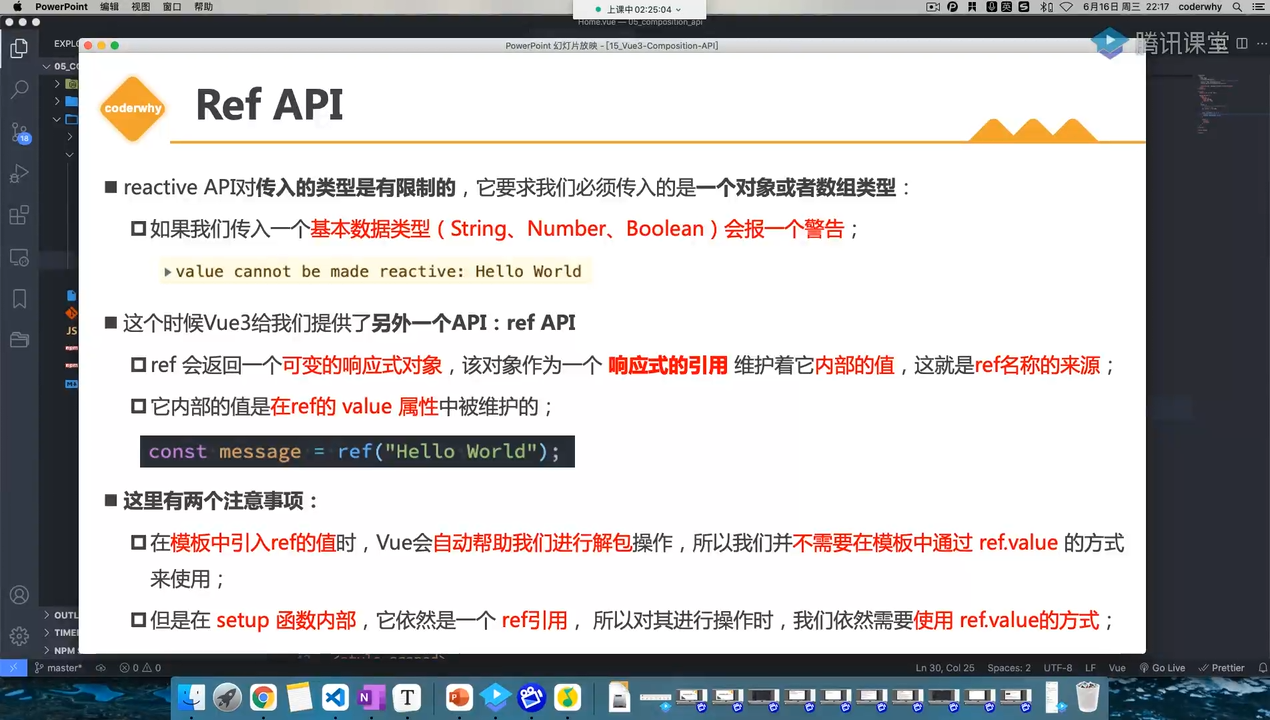 PowerPoint 编辑 视图 窗口 帮助
上课中 02:25:04
6月16日 周三 22:17 coderwhy
Home.vue — 05_composition_api
EXPL
PowerPoint 幻灯片放映 - [15_Vue3-Composition-API]
腾讯课堂
05_CO
coderwhy
Ref API
18
■ reactive API对传入的类型是有限制的，它要求我们必须传入的是一个对象或者数组类型：
如果我们传入一个基本数据类型（String、Number、Boolean）会报一个警告；
value cannot be made reactive: Hello World
■ 这个时候Vue3给我们提供了另外一个API：ref API
JS
ref 会返回一个可变的响应式对象，该对象作为一个 响应式的引用 维护着它内部的值，这就是ref名称的来源；
它内部的值是在ref的 value 属性中被维护的；
const message = ref("Hello World");
■ 这里有两个注意事项：
在模板中引入ref的值时，Vue会自动帮助我们进行解包操作，所以我们并不需要在模板中通过 ref.value 的方式
来使用；
但是在 setup 函数内部，它依然是一个 ref引用， 所以对其进行操作时，我们依然需要使用 ref.value的方式；
OUTL
TIME
NPM
master* 0 0 Ln 30, Col 25 Spaces: 2 UTF-8 LF Vue Go Live Prettier